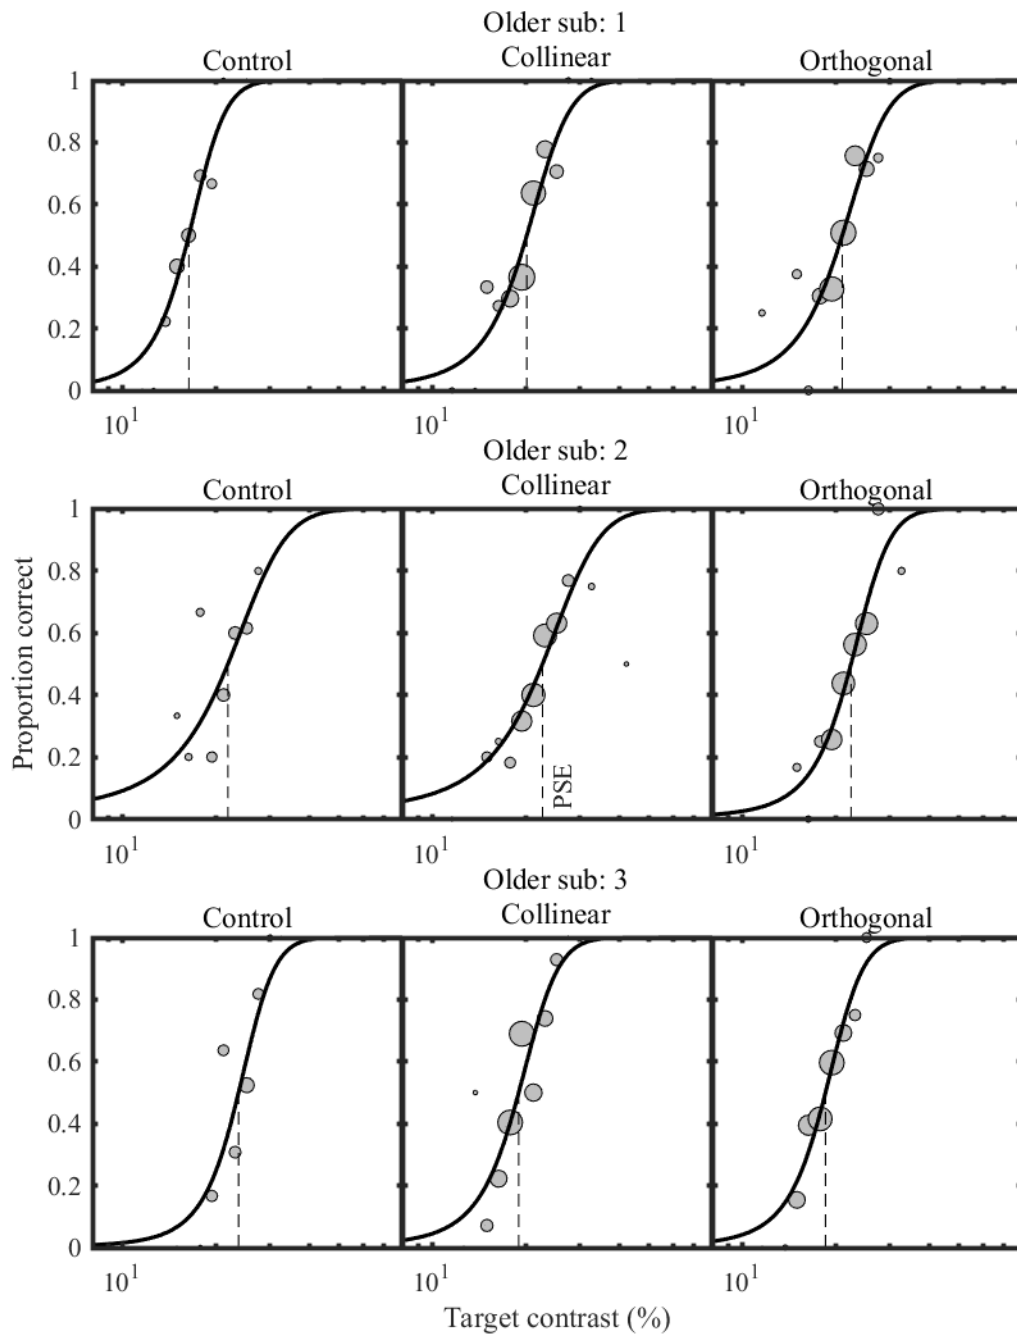 Older sub: 1
Control Collinear Orthogonal
1
0.8
0.6
0.4
0.2
0
10^1 10^1 10^1
Older sub: 2
Control Collinear Orthogonal
1
0.8
0.6
0.4
0.2
0
PSE
10^1 10^1 10^1
Proportion correct
Older sub: 3
Control Collinear Orthogonal
1
0.8
0.6
0.4
0.2
0
10^1 10^1 10^1
Target contrast (%)